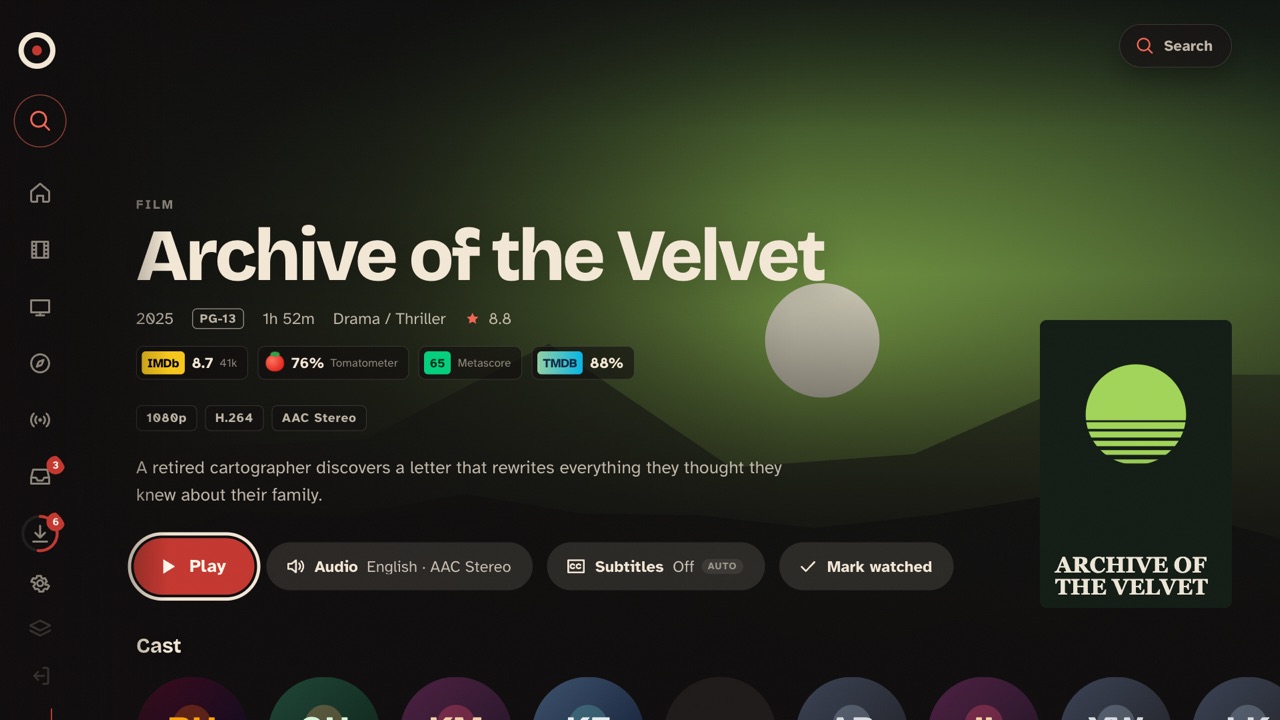 Search
FILM
Archive of the Velvet
2025 PG-13 1h 52m Drama / Thriller 8.8
IMDb 8.7 41k 76% Tomatometer 65 Metascore TMDB 88%
1080p H.264 AAC Stereo
3
A retired cartographer discovers a letter that rewrites everything they thought they
knew about their family.
6
Play Audio English · AAC Stereo CC Subtitles Off AUTO Mark watched
ARCHIVE OF
THE VELVET
Cast